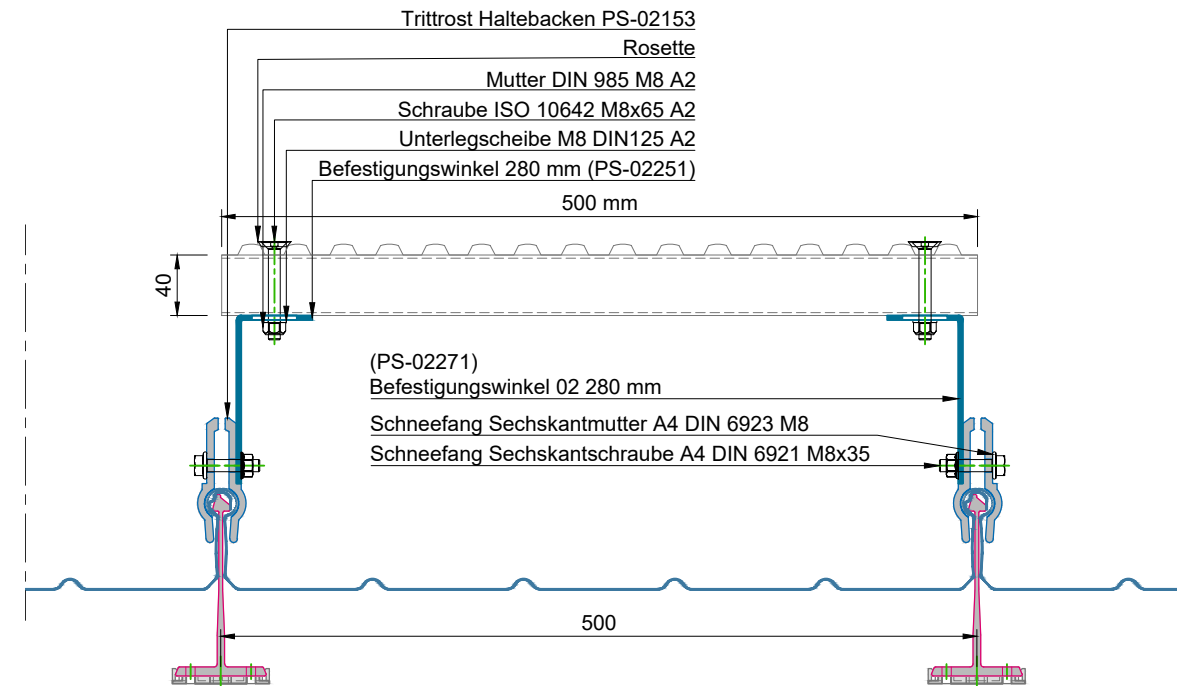 Trittrost Haltebacken PS-02153
Rosette
Mutter DIN 985 M8 A2
Schraube ISO 10642 M8x65 A2
Unterlegscheibe M8 DIN125 A2
Befestigungswinkel 280 mm (PS-02251)
500 mm
40
(PS-02271)
Befestigungswinkel 02 280 mm
Schneefang Sechskantmutter A4 DIN 6923 M8
Schneefang Sechskantschraube A4 DIN 6921 M8x35
500